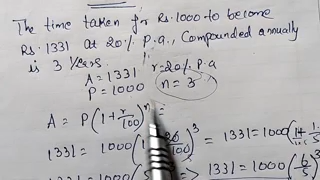 The time taken for Rs. 1000 to become
Rs. 1331 at 20% P.a., Compounded annually
is 3 Years.
A = 1331 r = 20% P.a
P = 1000 n = 3
A = P(1 + r/100)^n =
1331 = 1000(
)^3 1331 = 1000(
1331 = 1000(6/5)^3